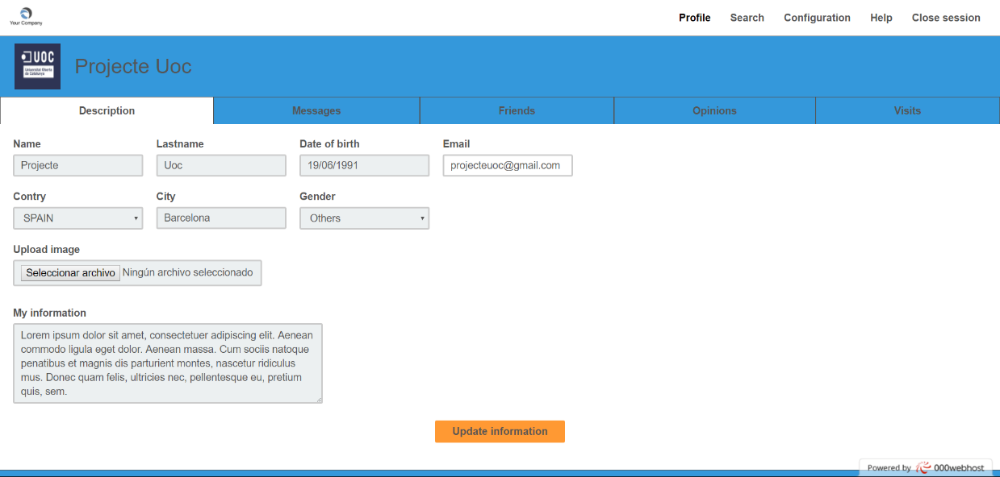 Your Company
Profile Search Configuration Help Close session
UOC
Universitat Oberta
de Catalunya
Projecte Uoc
Description Messages Friends Opinions Visits
Name Lastname Date of birth Email
Projecte Uoc 19/06/1991 projecteuoc@gmail.com
Contry City Gender
SPAIN Barcelona Others
Upload image
Seleccionar archivo Ningún archivo seleccionado
My information
Lorem ipsum dolor sit amet, consectetuer adipiscing elit. Aenean
commodo ligula eget dolor. Aenean massa. Cum sociis natoque
penatibus et magnis dis parturient montes, nascetur ridiculus
mus. Donec quam felis, ultricies nec, pellentesque eu, pretium
quis, sem.
Update information
Powered by 000webhost